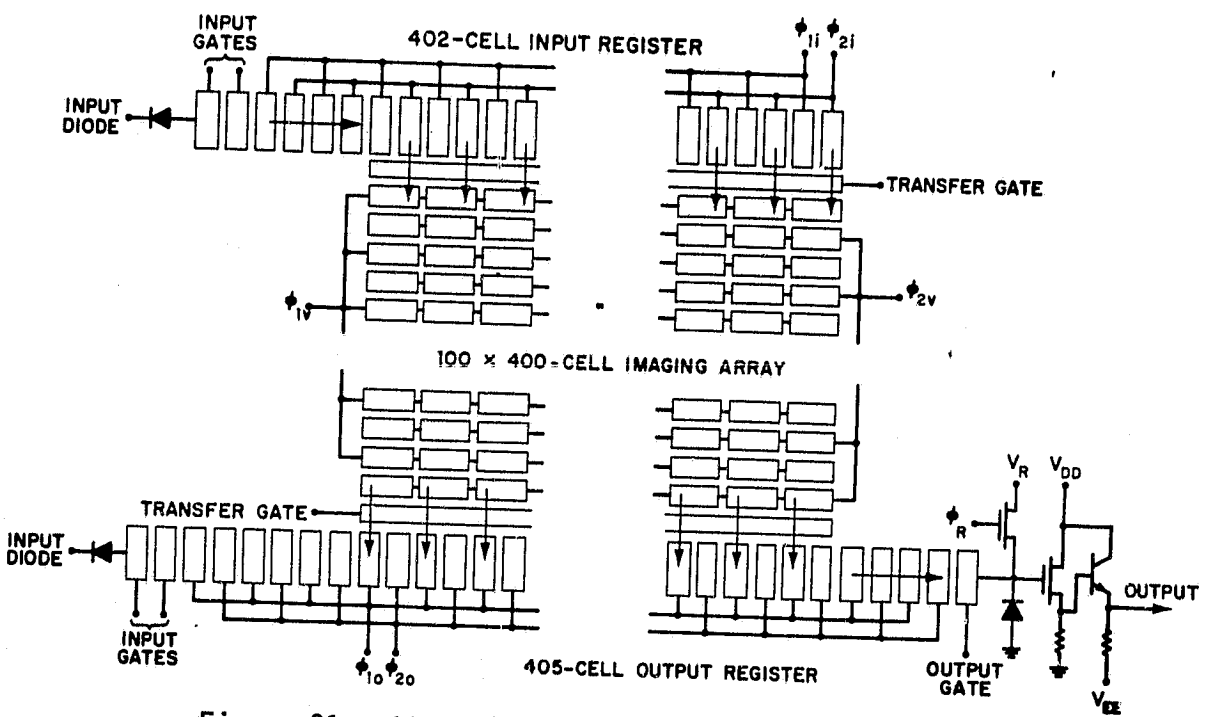 INPUT
GATES
402-CELL INPUT REGISTER
ϕ1i ϕ2i
INPUT
DIODE
TRANSFER GATE
ϕ1V
ϕ2V
100 × 400-CELL IMAGING ARRAY
TRANSFER GATE
INPUT
DIODE
INPUT
GATES
ϕ1o ϕ2o
405-CELL OUTPUT REGISTER
VR VDD
ϕR
OUTPUT
OUTPUT
GATE
VEE